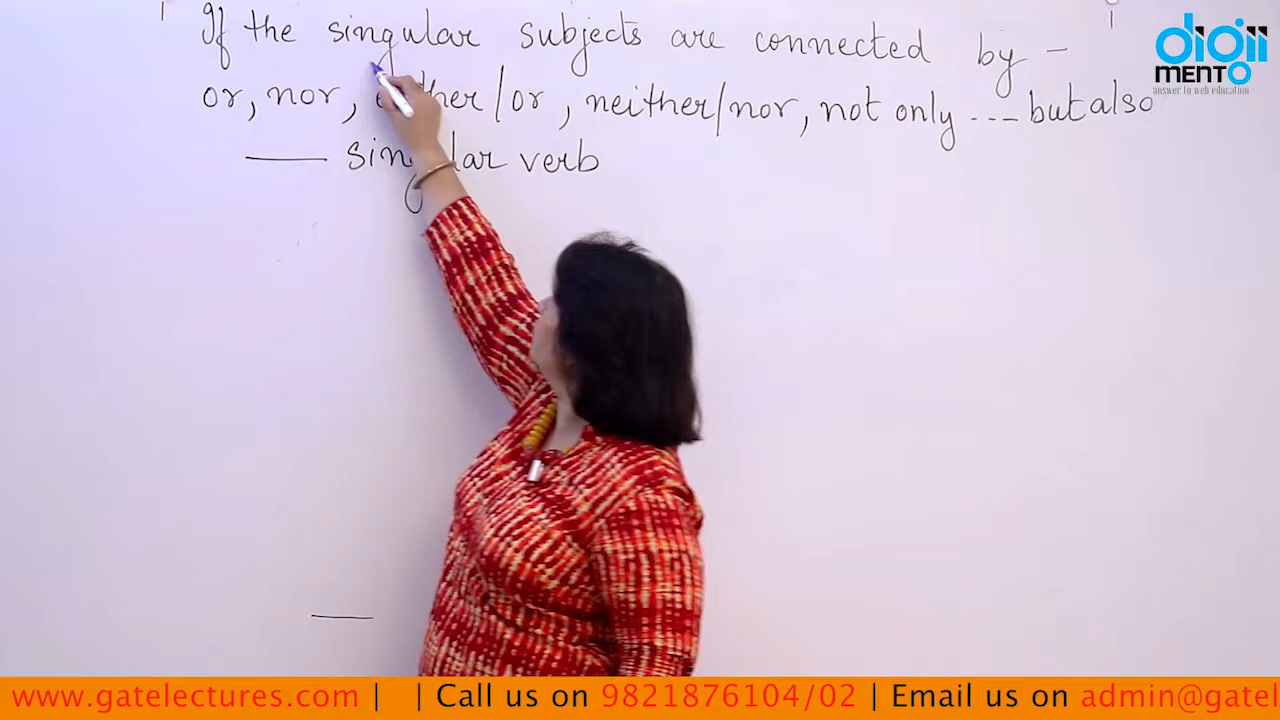 If the singular subjects are connected by -
or, nor, either/or, neither/nor, not only --- but also
—— singular verb
digii
MENTO
answer to web education
www.gatelectures.com | | Call us on 9821876104/02 | Email us on admin@gatel